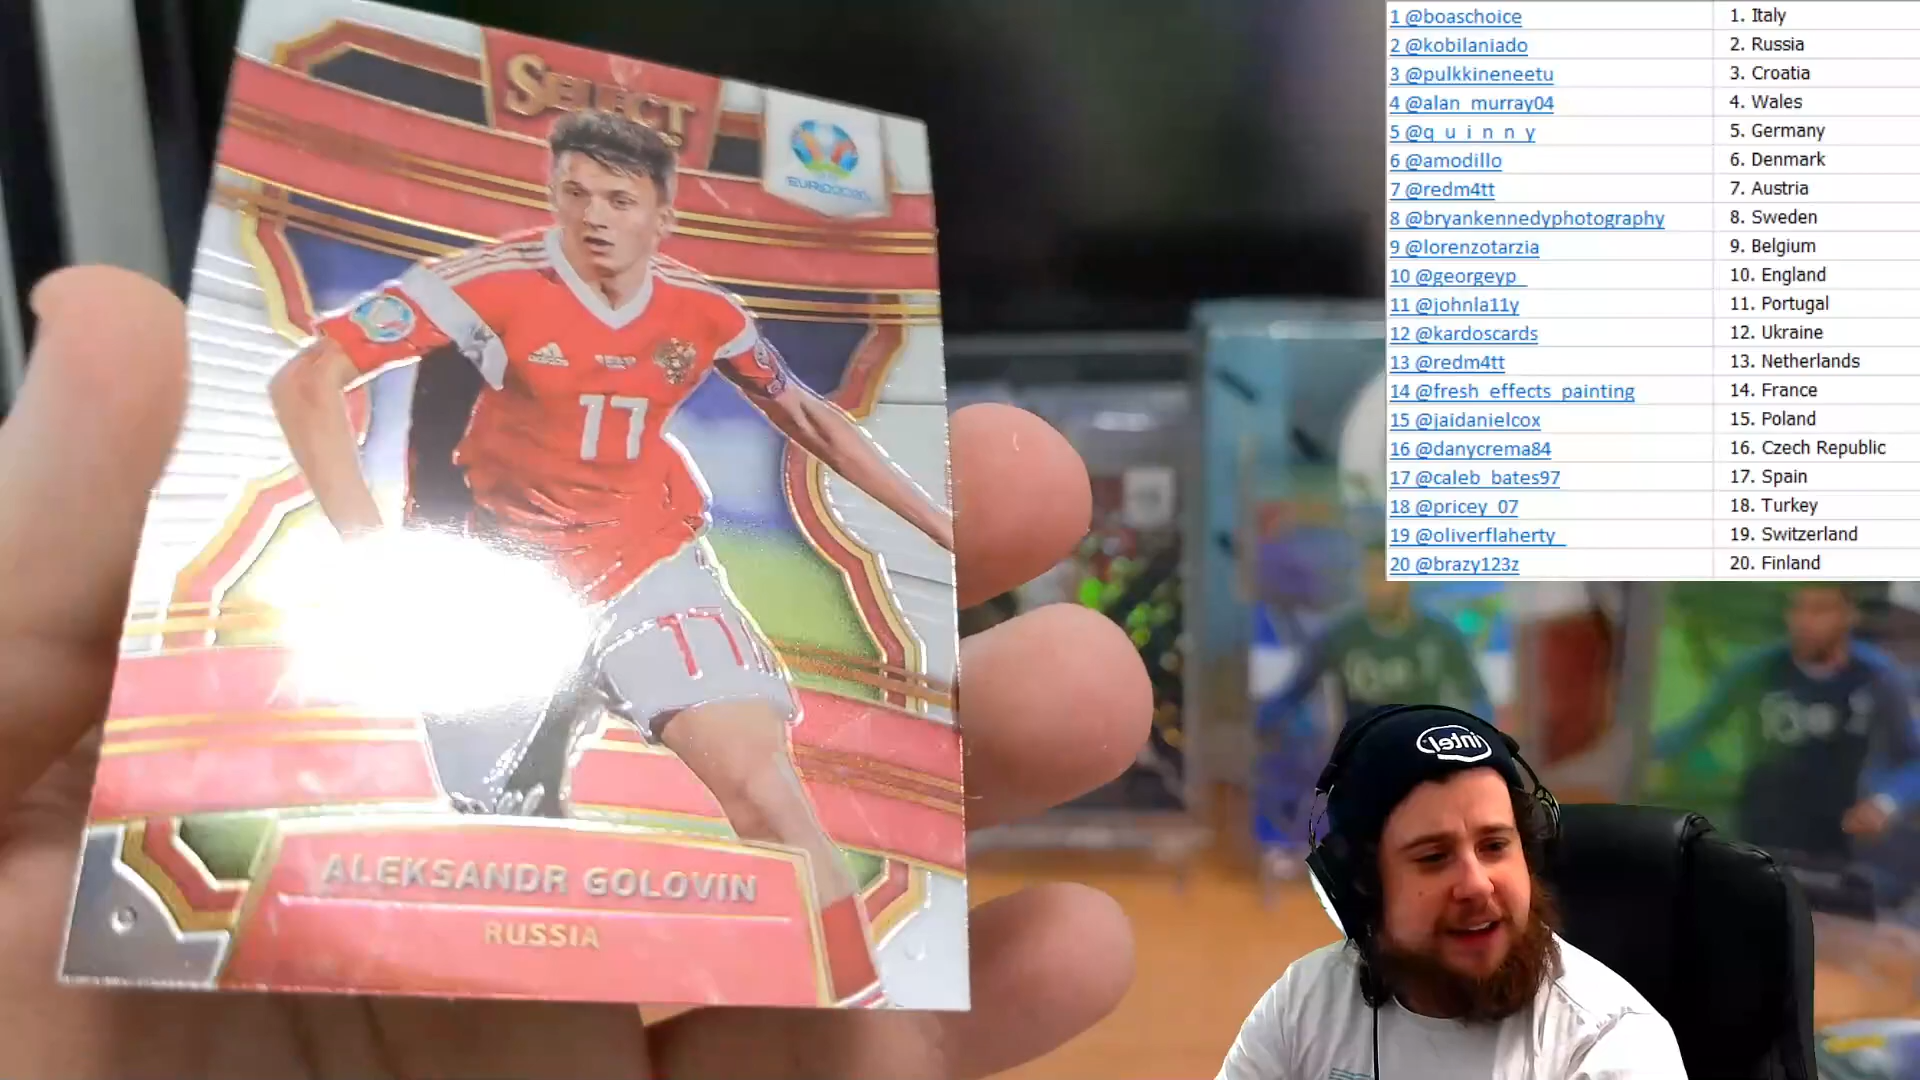 SELECT
EURO2020
adidas
17
17
ALEKSANDR GOLOVIN
RUSSIA
1 @boaschoice 1. Italy
2 @kobilaniado 2. Russia
3 @pulkkineneetu 3. Croatia
4 @alan_murray04 4. Wales
5 @q_u_i_n_n_y 5. Germany
6 @amodillo 6. Denmark
7 @redm4tt 7. Austria
8 @bryankennedyphotography 8. Sweden
9 @lorenzotarzia 9. Belgium
10 @georgeyp_ 10. England
11 @johnla11y 11. Portugal
12 @kardoscards 12. Ukraine
13 @redm4tt 13. Netherlands
14 @fresh_effects_painting 14. France
15 @jaidanielcox 15. Poland
16 @danycrema84 16. Czech Republic
17 @caleb_bates97 17. Spain
18 @pricey_07 18. Turkey
19 @oliverflaherty_ 19. Switzerland
20 @brazy123z 20. Finland
intel